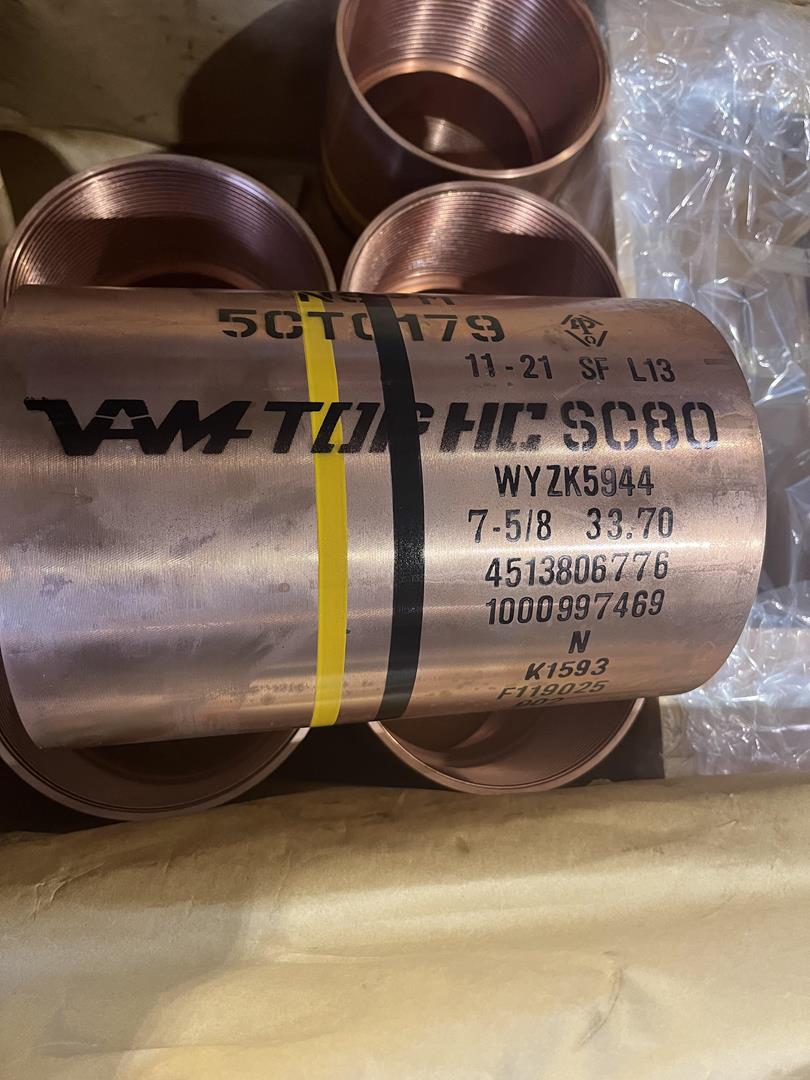 5CT0179
11-21 SF L13
VAM TOP HC SC80
WYZK5944
7-5/8 33.70
4513806776
1000997469
N
K1593
F119025